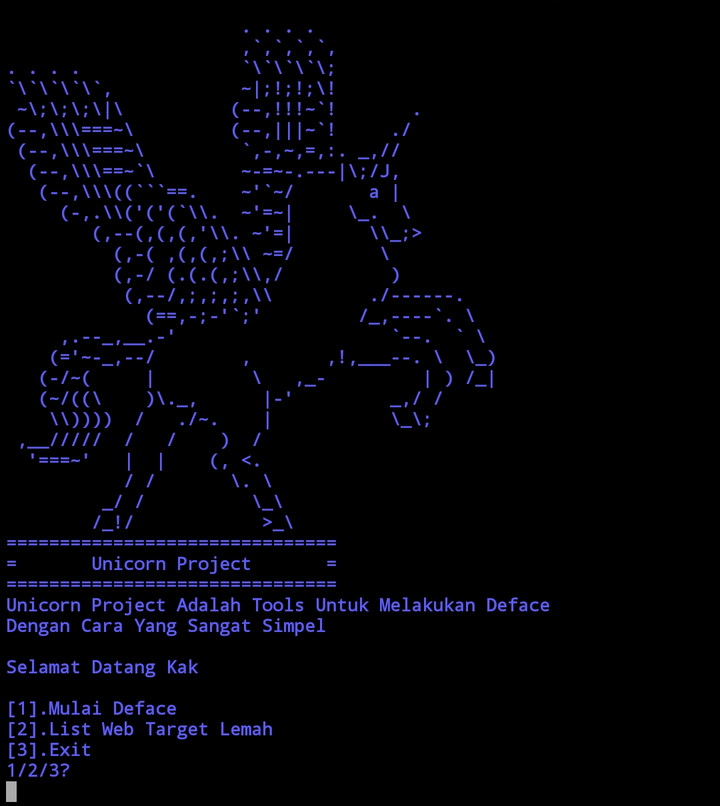 Unicorn Project
Unicorn Project Adalah Tools Untuk Melakukan Deface
Dengan Cara Yang Sangat Simpel
Selamat Datang Kak
[1].Mulai Deface
[2].List Web Target Lemah
[3].Exit
1/2/3?